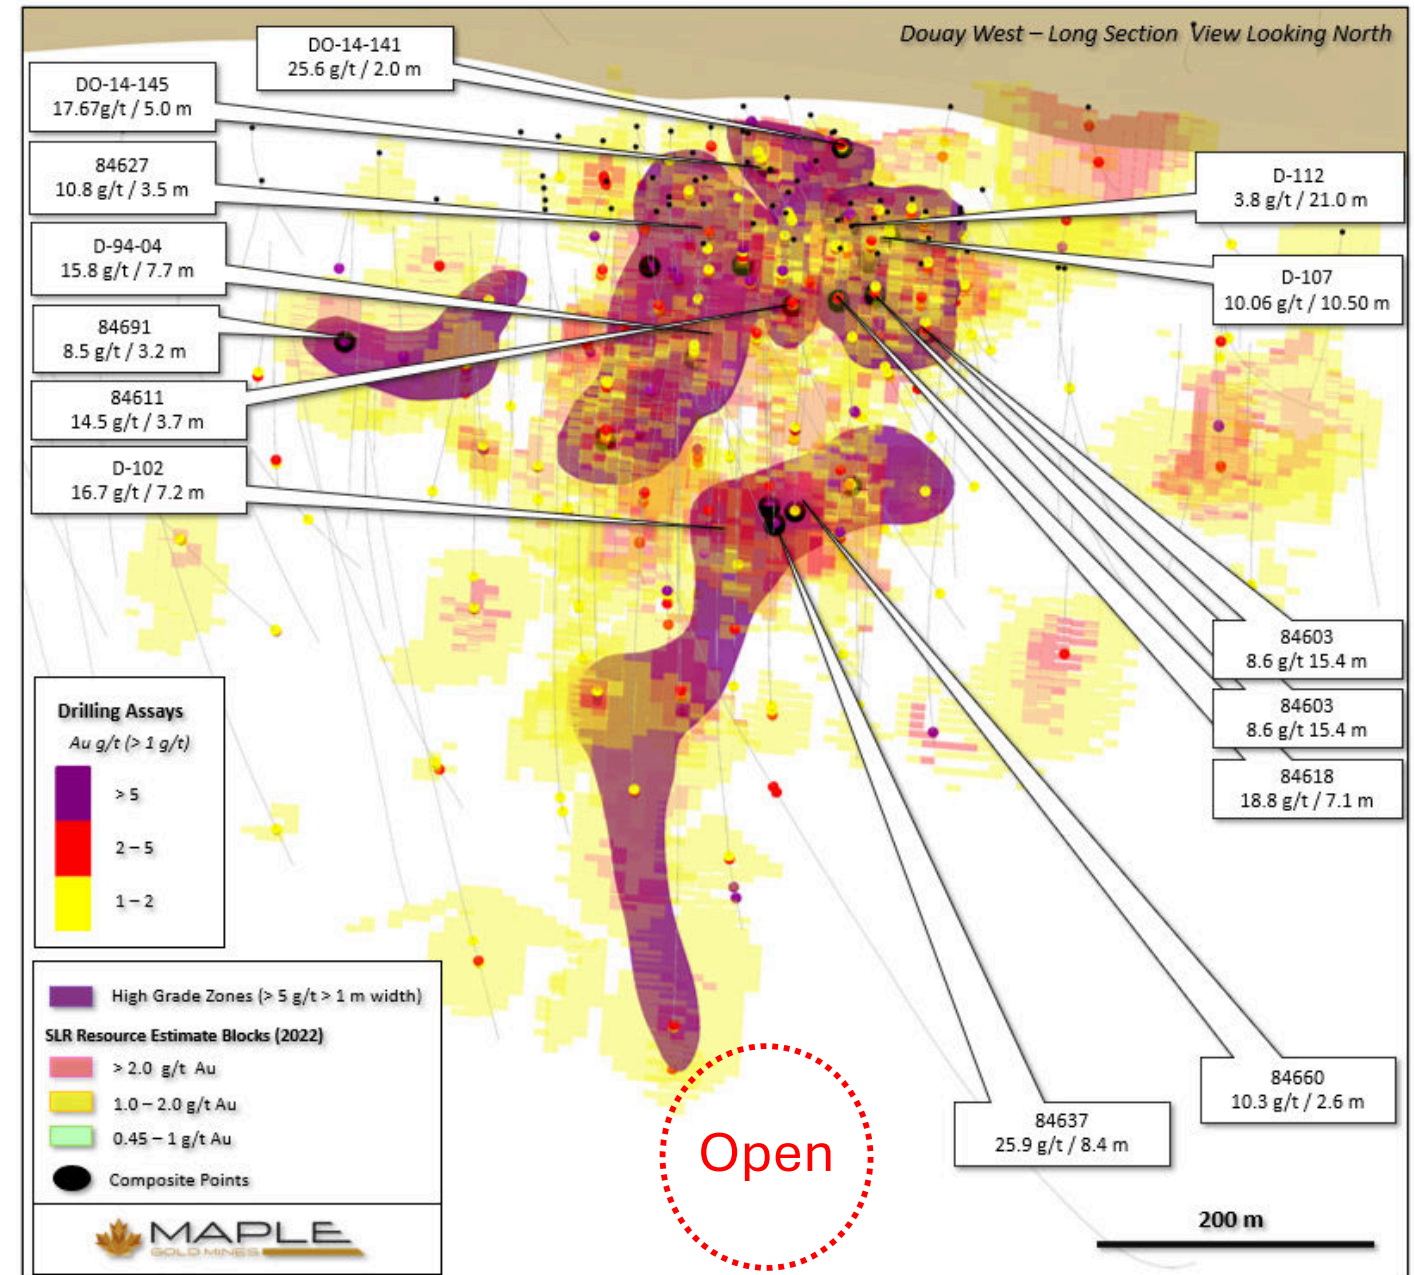 Douay West – Long Section View Looking North
DO-14-141
25.6 g/t / 2.0 m
DO-14-145
17.67g/t / 5.0 m
84627
10.8 g/t / 3.5 m
D-94-04
15.8 g/t / 7.7 m
84691
8.5 g/t / 3.2 m
84611
14.5 g/t / 3.7 m
D-102
16.7 g/t / 7.2 m
D-112
3.8 g/t / 21.0 m
D-107
10.06 g/t / 10.50 m
84603
8.6 g/t 15.4 m
84603
8.6 g/t 15.4 m
84618
18.8 g/t / 7.1 m
84660
10.3 g/t / 2.6 m
84637
25.9 g/t / 8.4 m
Open
200 m
Drilling Assays
Au g/t (> 1 g/t)
> 5
2 – 5
1 – 2
High Grade Zones (> 5 g/t > 1 m width)
SLR Resource Estimate Blocks (2022)
> 2.0 g/t Au
1.0 – 2.0 g/t Au
0.45 – 1 g/t Au
Composite Points
MAPLE
GOLD MINES